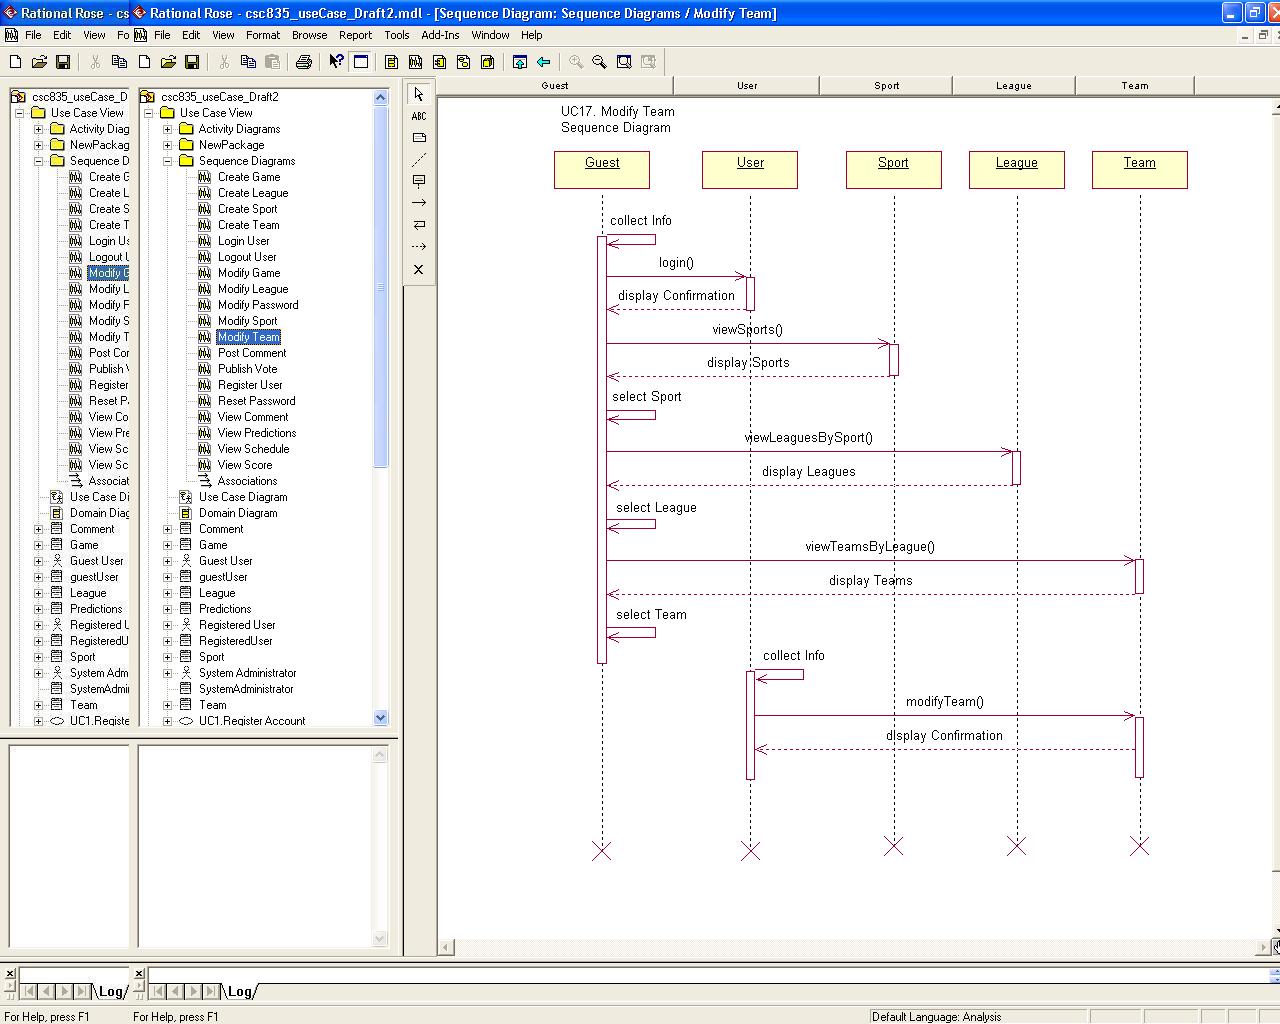 Rational Rose - cs
Rational Rose - csc835_useCase_Draft2.mdl - [Sequence Diagram: Sequence Diagrams / Modify Team]
File Edit View Fo
File Edit View Format Browse Report Tools Add-Ins Window Help
csc835_useCase_D
Use Case View
Activity Diag
NewPackag
Sequence D
Create G
Create L
Create S
Create T
Login Us
Logout U
Modify G
Modify L
Modify F
Modify S
Modify T
Post Cor
Publish V
Register
Reset Pa
View Co
View Pre
View Sc
View Sc
Associat
Use Case Di
Domain Diag
Comment
Game
Guest User
guestUser
League
Predictions
Registered U
RegisteredU
Sport
System Adm
SystemAdmi
Team
UC1.Registe
csc835_useCase_Draft2
Use Case View
Activity Diagrams
NewPackage
Sequence Diagrams
Create Game
Create League
Create Sport
Create Team
Login User
Logout User
Modify Game
Modify League
Modify Password
Modify Sport
Modify Team
Post Comment
Publish Vote
Register User
Reset Password
View Comment
View Predictions
View Schedule
View Score
Associations
Use Case Diagram
Domain Diagram
Comment
Game
Guest User
guestUser
League
Predictions
Registered User
RegisteredUser
Sport
System Administrator
SystemAdministrator
Team
UC1.Register Account
ABC
Guest User Sport League Team
UC17. Modify Team
Sequence Diagram
Guest User Sport League Team
collect Info
login()
display Confirmation
viewSports()
display Sports
select Sport
viewLeaguesBySport()
display Leagues
select League
viewTeamsByLeague()
display Teams
select Team
collect Info
modifyTeam()
display Confirmation
Log
Log
For Help, press F1
For Help, press F1
Default Language: Analysis